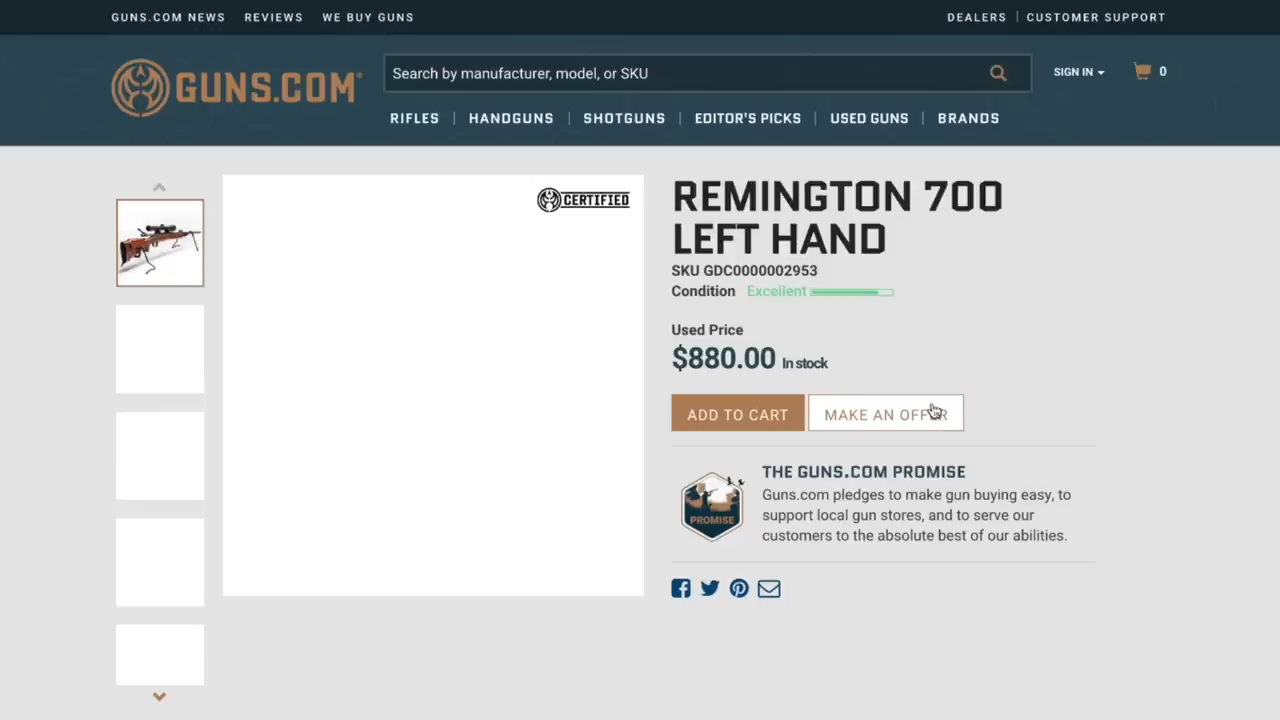 GUNS.COM NEWS REVIEWS WE BUY GUNS DEALERS CUSTOMER SUPPORT
GUNS.COM
Search by manufacturer, model, or SKU
SIGN IN
0
RIFLES HANDGUNS SHOTGUNS EDITOR'S PICKS USED GUNS BRANDS
CERTIFIED
REMINGTON 700
LEFT HAND
SKU GDC0000002953
Condition Excellent
Used Price
$880.00 In stock
ADD TO CART MAKE AN OFFER
THE GUNS.COM PROMISE
Guns.com pledges to make gun buying easy, to
support local gun stores, and to serve our
customers to the absolute best of our abilities.
PROMISE